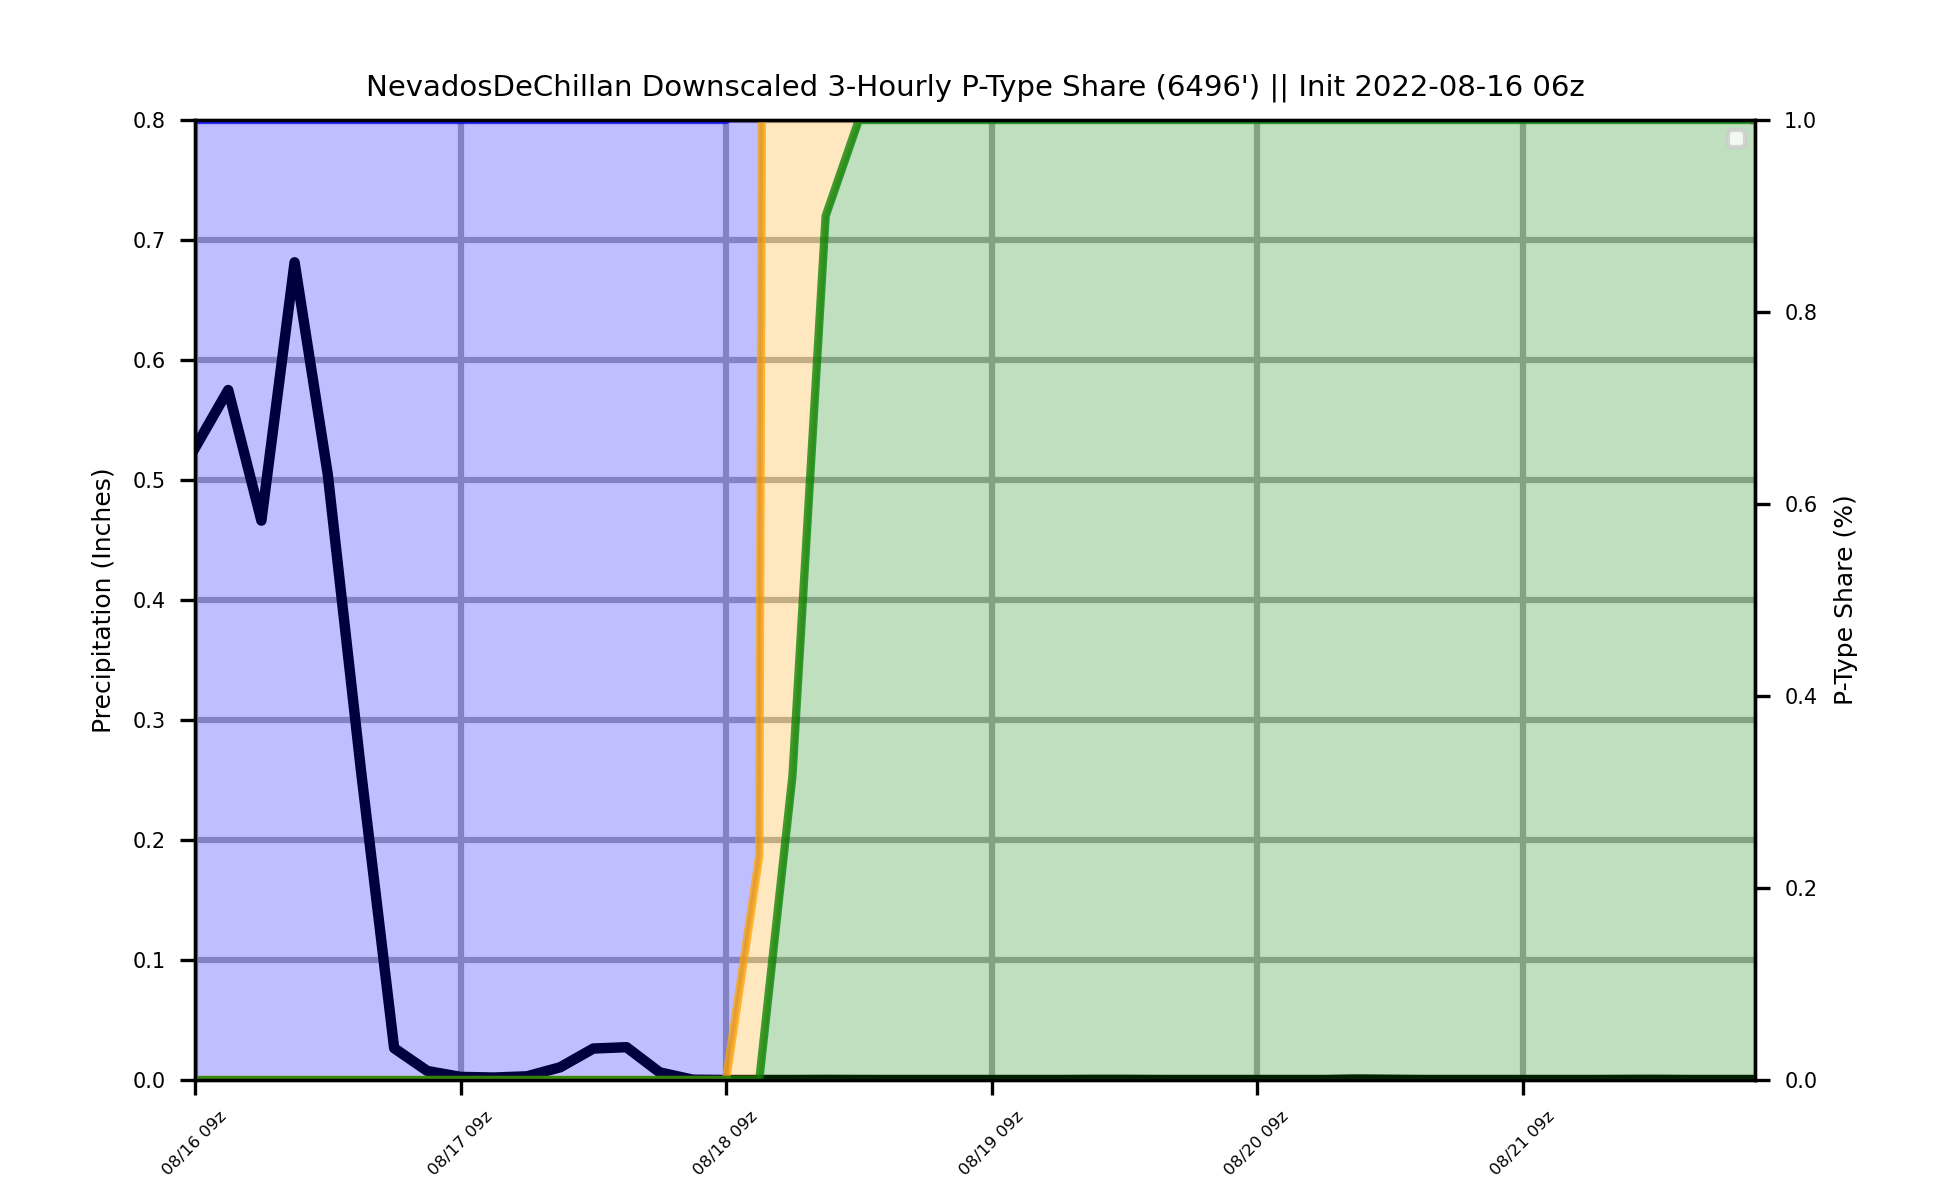 NevadosDeChillan Downscaled 3-Hourly P-Type Share (6496') || Init 2022-08-16 06z
Precipitation (Inches)
0.8
0.7
0.6
0.5
0.4
0.3
0.2
0.1
0.0
1.0
0.8
0.6
0.4
0.2
0.0
P-Type Share (%)
08/16 09z
08/17 09z
08/18 09z
08/19 09z
08/20 09z
08/21 09z